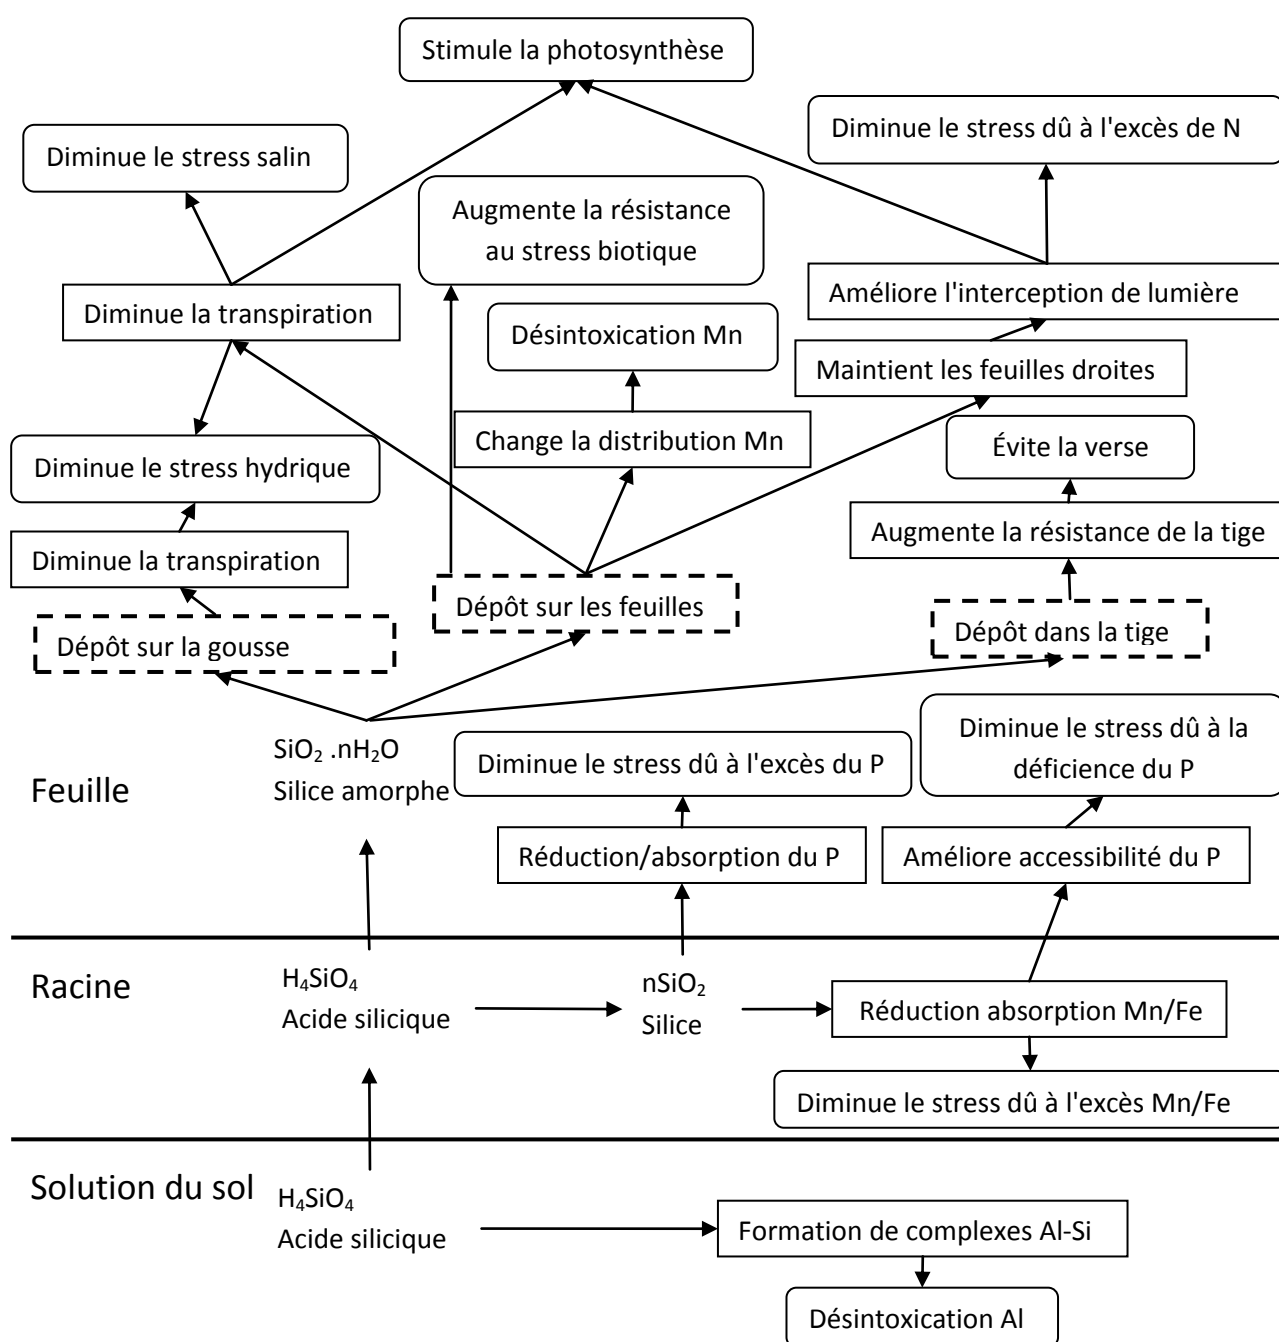 Stimule la photosynthèse
Diminue le stress dû à l'excès de N
Diminue le stress salin
Augmente la résistance
au stress biotique
Améliore l'interception de lumière
Diminue la transpiration
Désintoxication Mn
Maintient les feuilles droites
Change la distribution Mn
Évite la verse
Diminue le stress hydrique
Augmente la résistance de la tige
Diminue la transpiration
Dépôt sur les feuilles
Dépôt dans la tige
Dépôt sur la gousse
SiO₂ .nH₂O
Silice amorphe
Feuille
Diminue le stress dû à l'excès du P
Diminue le stress dû à la
déficience du P
Réduction/absorption du P
Améliore accessibilité du P
Racine
H₄SiO₄
Acide silicique
nSiO₂
Silice
Réduction absorption Mn/Fe
Diminue le stress dû à l'excès Mn/Fe
Solution du sol
H₄SiO₄
Acide silicique
Formation de complexes Al-Si
Désintoxication Al